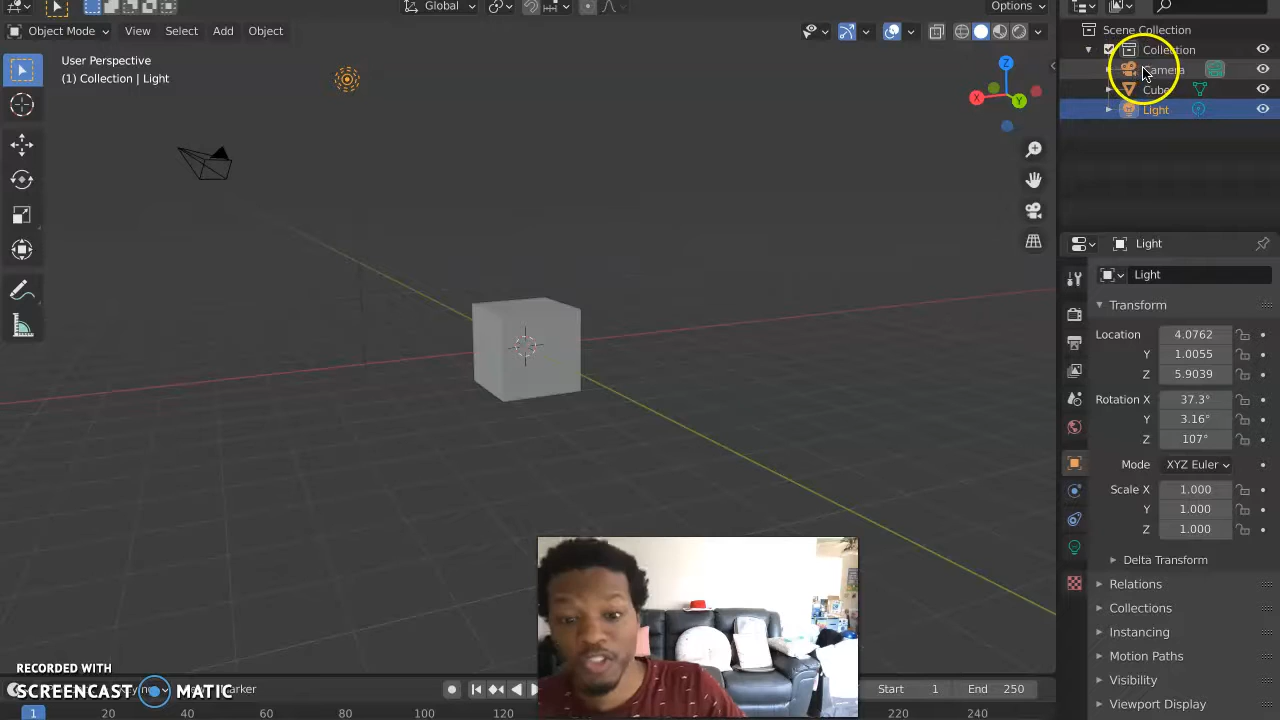 Global
Options
Object Mode
View
Select
Add
Object
User Perspective
(1) Collection | Light
Z
X
Y
Scene Collection
Collection
Camera
Cube
Light
Light
Light
Transform
Location
4.0762
Y
1.0055
Z
5.9039
Rotation X
37.3°
Y
3.16°
Z
107°
Mode
XYZ Euler
Scale X
1.000
Y
1.000
Z
1.000
Delta Transform
Relations
Collections
Instancing
Motion Paths
Visibility
Viewport Display
RECORDED WITH
SCREENCAST MATIC
Start
1
End
250
1
20
40
60
80
100
120
220
240